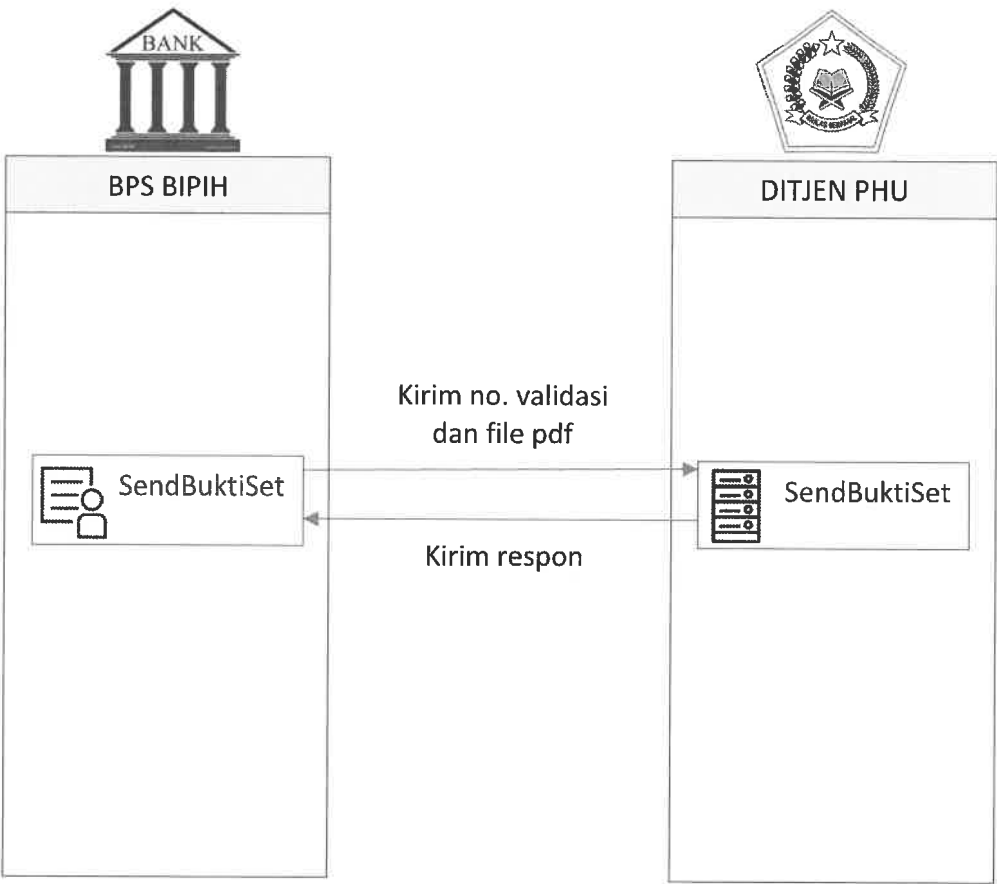 BANK
BPS BIPIH
DITJEN PHU
Kirim no. validasi
dan file pdf
SendBuktiSet
SendBuktiSet
Kirim respon